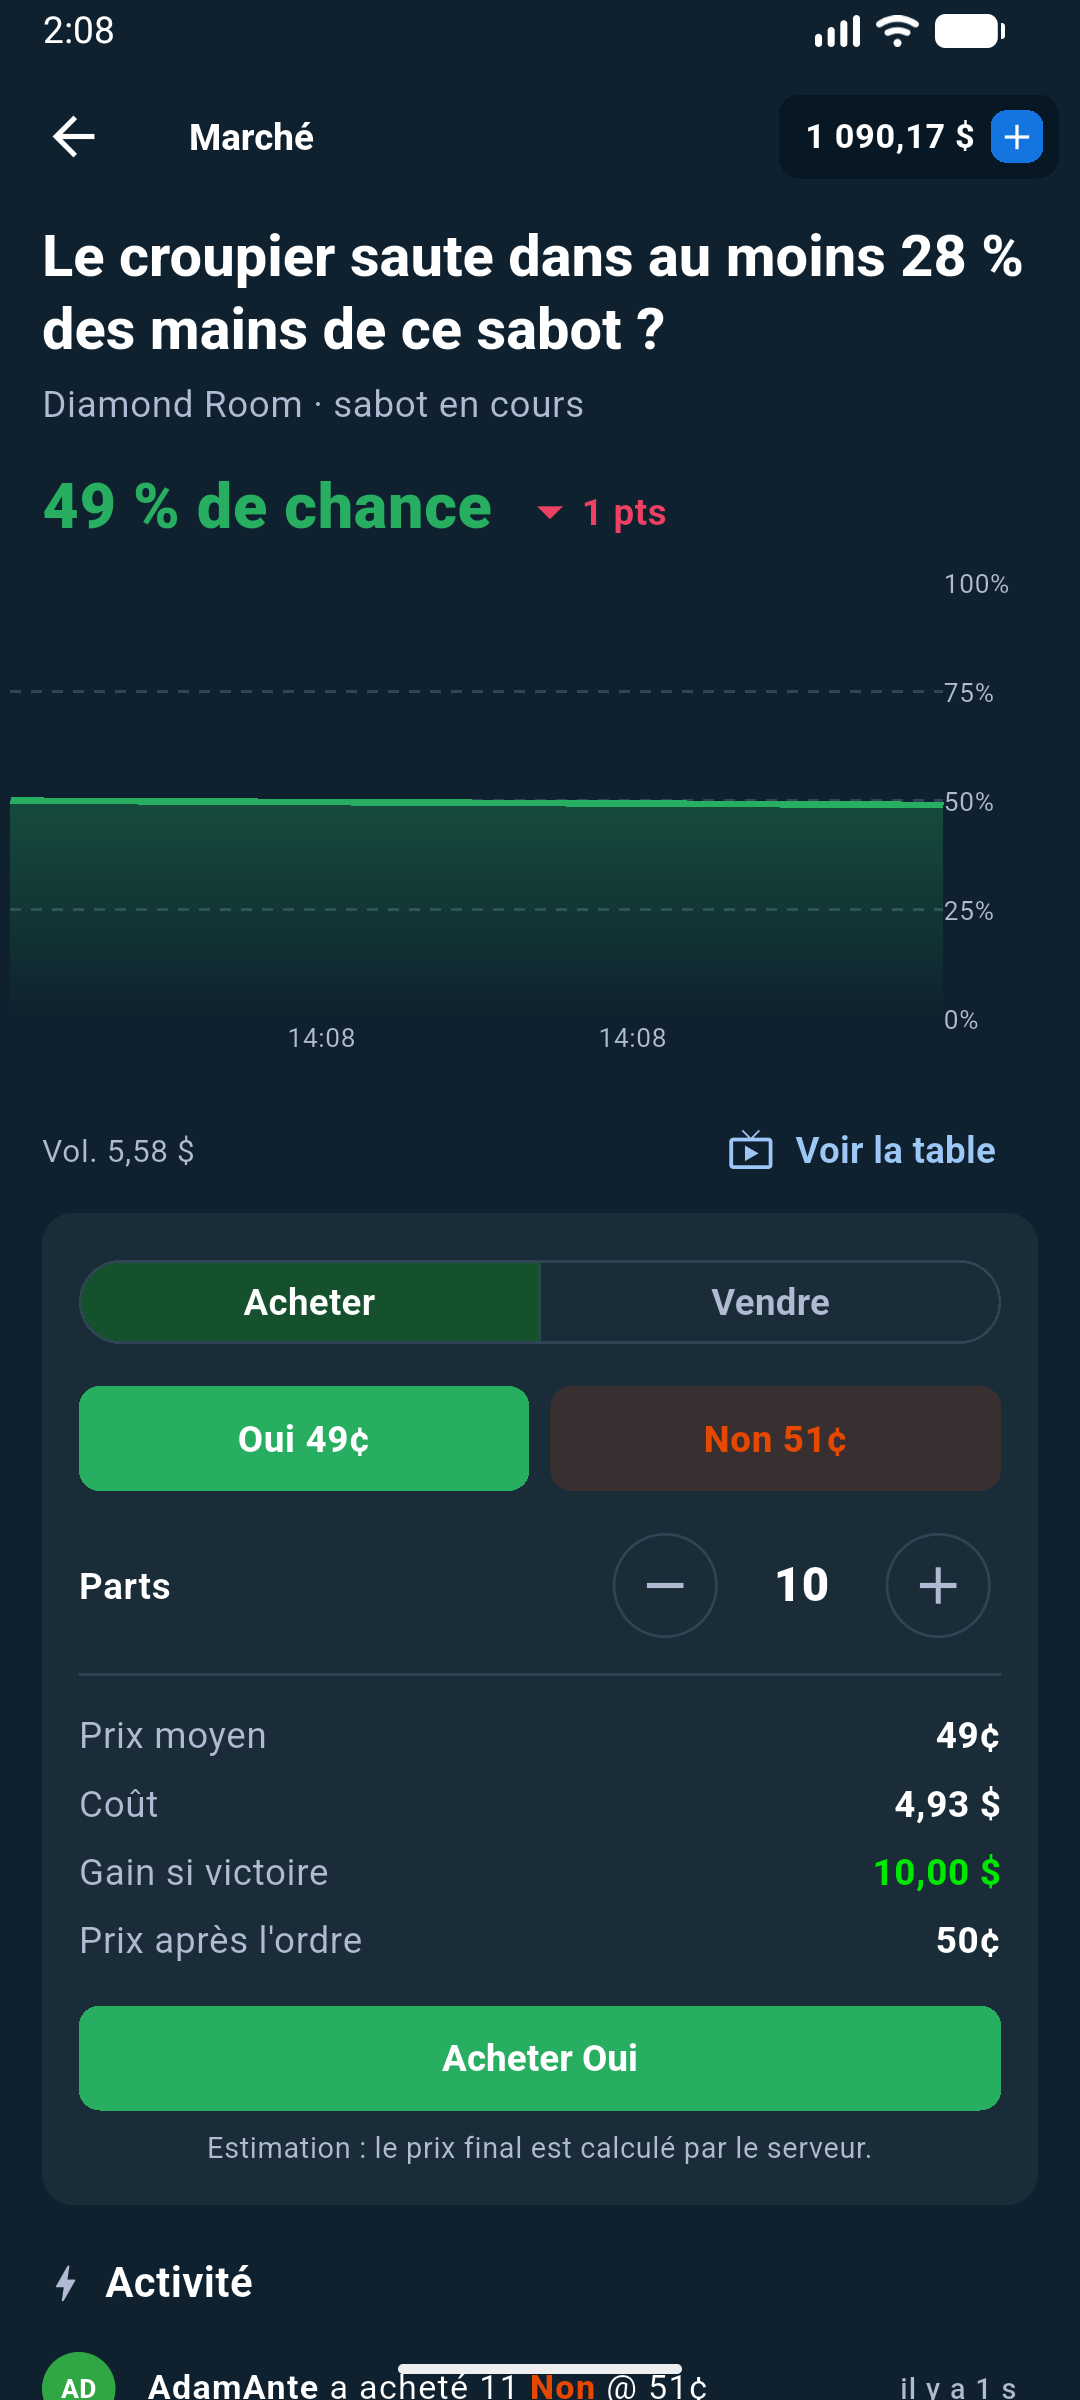 2:08
Marché
1 090,17 $
Le croupier saute dans au moins 28 %
des mains de ce sabot ?
Diamond Room · sabot en cours
49 % de chance
1 pts
100%
75%
50%
25%
0%
14:08
14:08
Vol. 5,58 $
Voir la table
Acheter
Vendre
Oui 49¢
Non 51¢
Parts
10
Prix moyen
49¢
Coût
4,93 $
Gain si victoire
10,00 $
Prix après l'ordre
50¢
Acheter Oui
Estimation : le prix final est calculé par le serveur.
Activité
AD
AdamAnte a acheté 11 Non @ 51¢
il y a 1 s